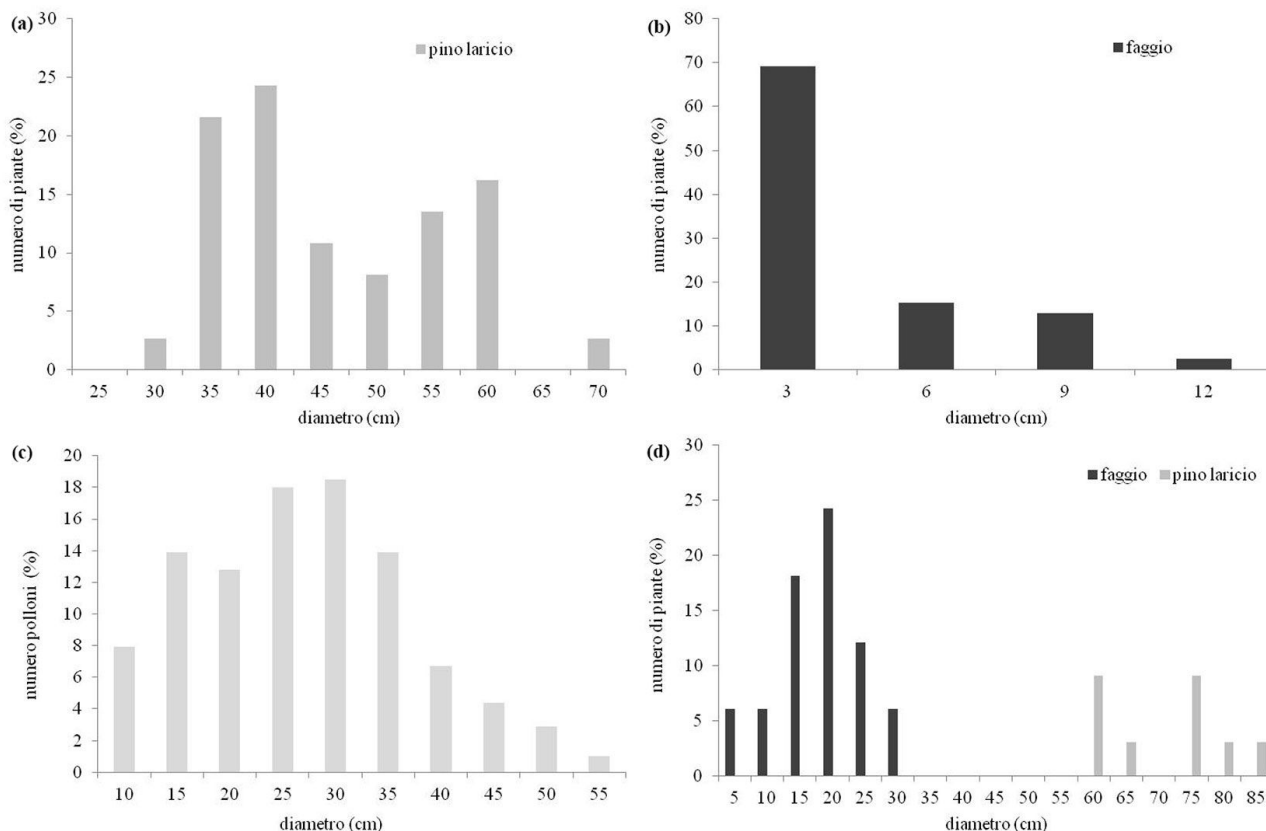 (a)
pino laricio
numero di piante (%)
30
25
20
15
10
5
0
25 30 35 40 45 50 55 60 65 70
diametro (cm)
(b)
faggio
numero di piante (%)
80
70
60
50
40
30
20
10
0
3 6 9 12
diametro (cm)
(c)
numero polloni (%)
20
18
16
14
12
10
8
6
4
2
0
10 15 20 25 30 35 40 45 50 55
diametro (cm)
(d)
faggio pino laricio
numero di piante (%)
30
25
20
15
10
5
0
5 10 15 20 25 30 35 40 45 50 55 60 65 70 75 80 85
diametro (cm)